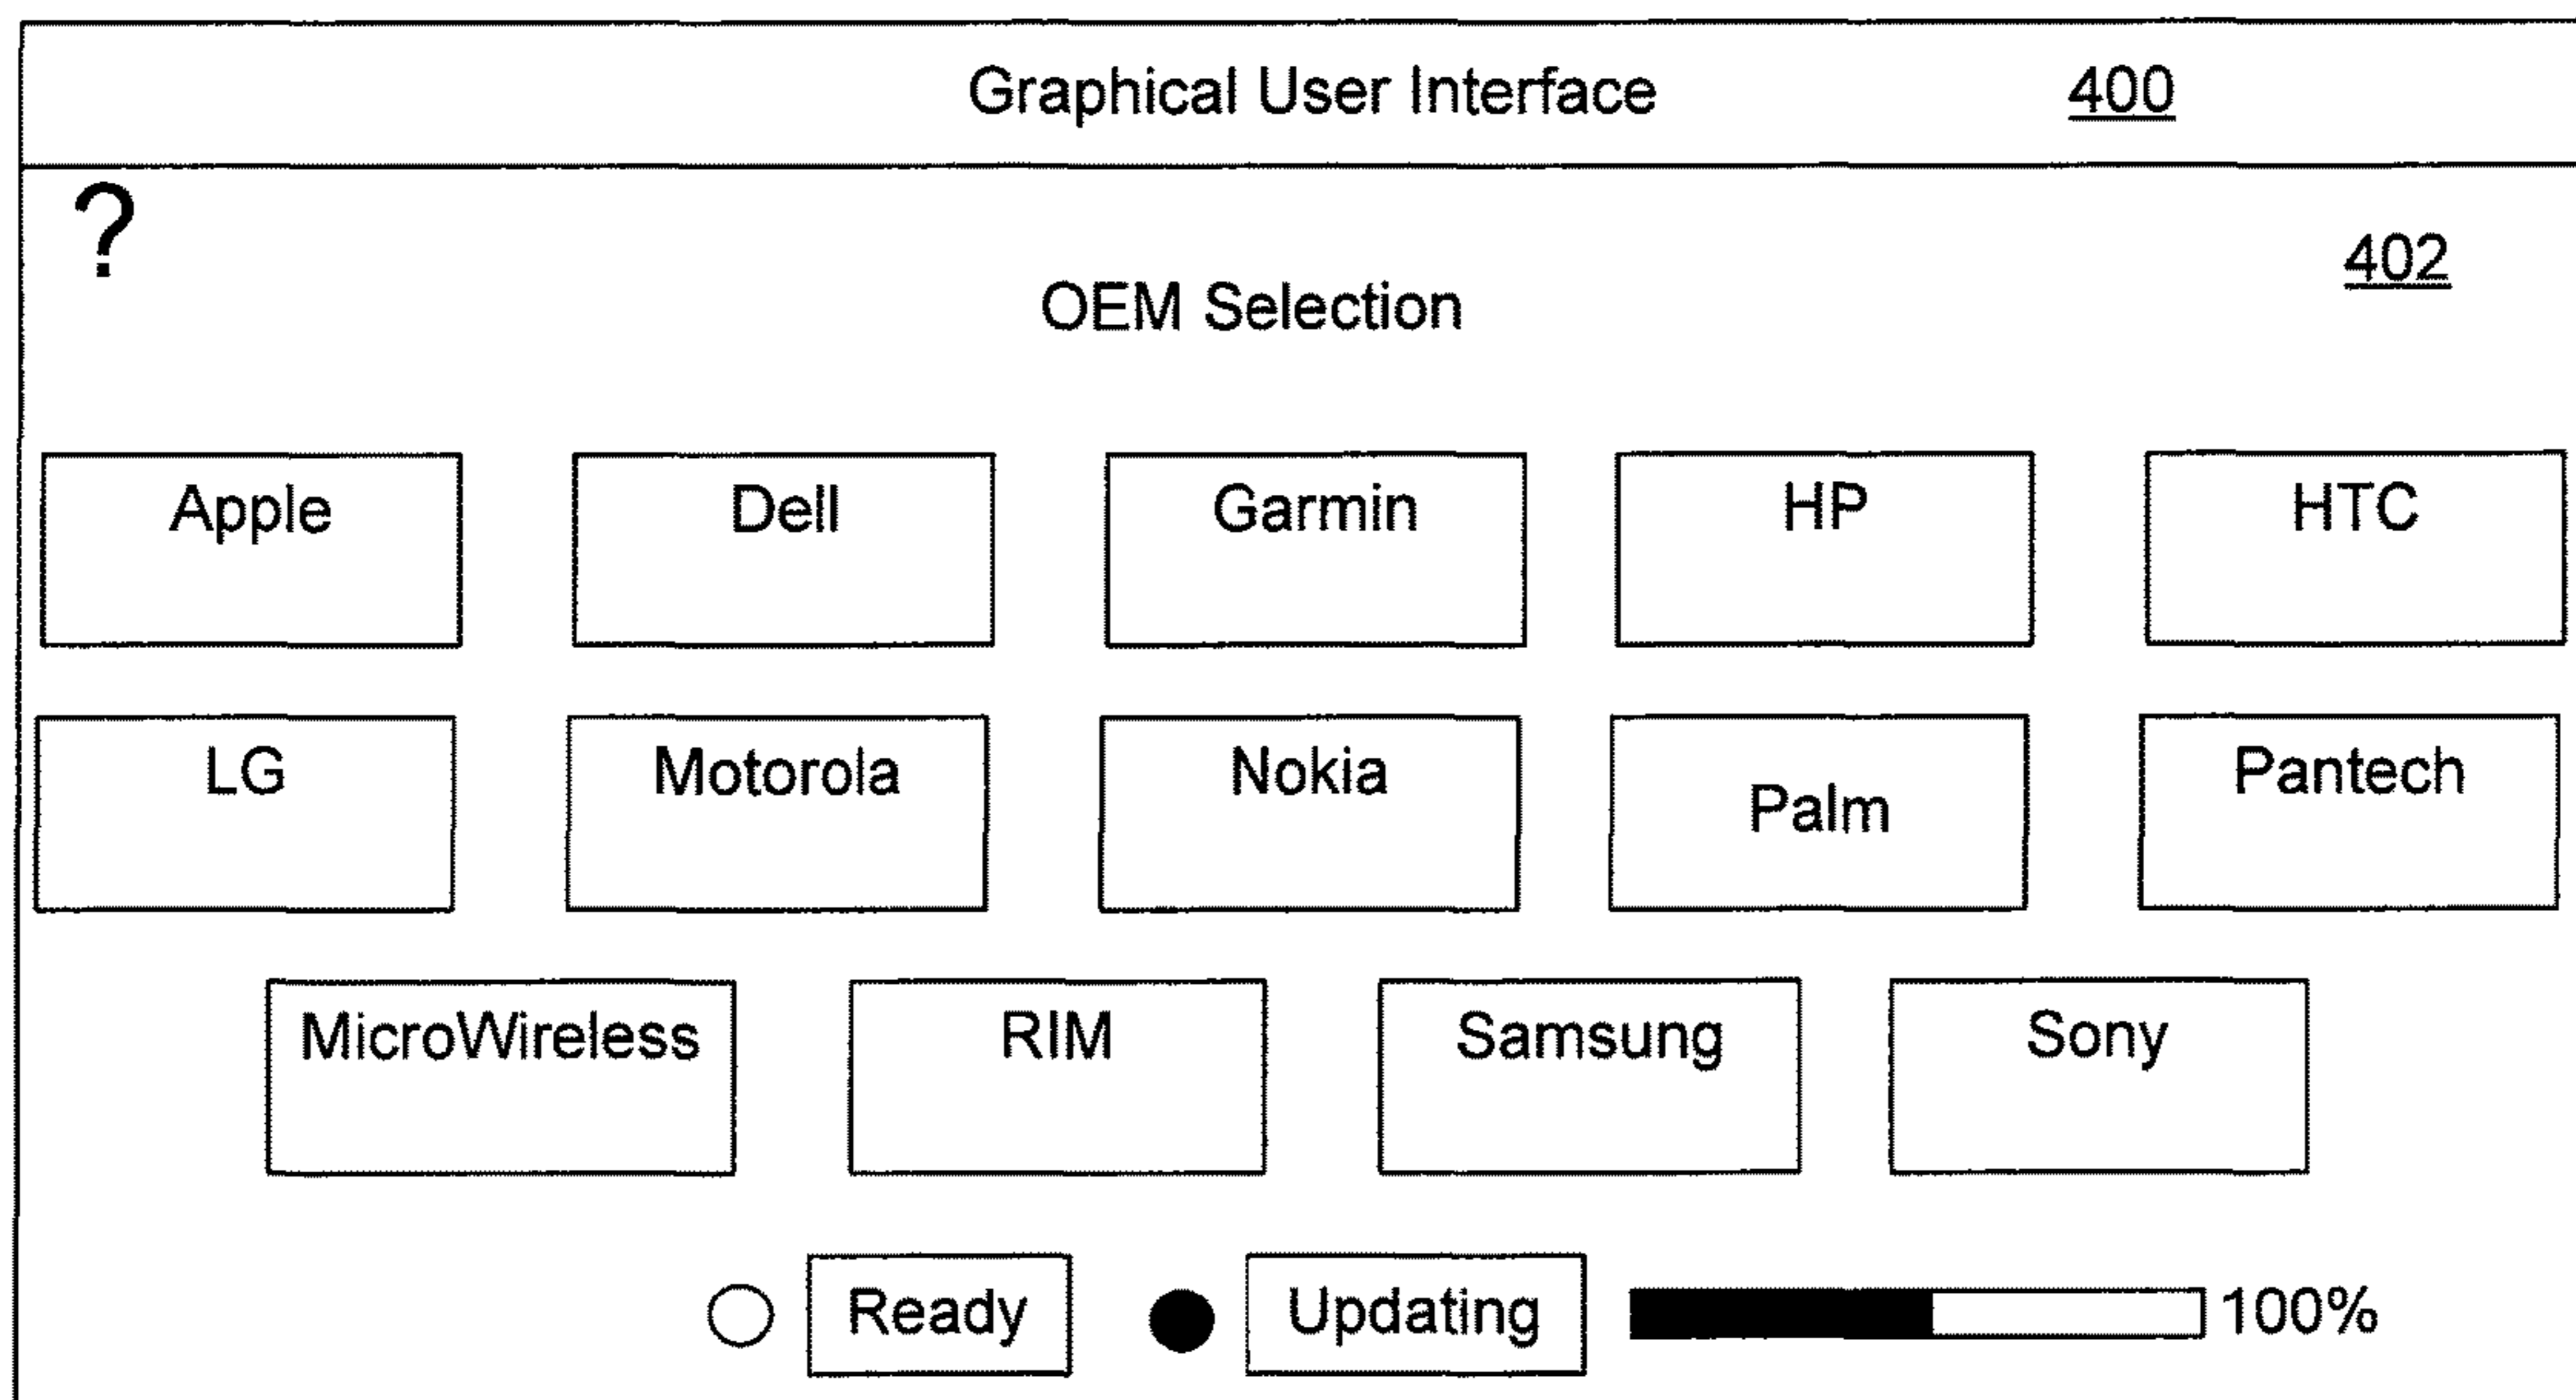 Graphical User Interface 400
?
402
OEM Selection
Apple Dell Garmin HP HTC
LG Motorola Nokia Palm Pantech
MicroWireless RIM Samsung Sony
Ready Updating 100%